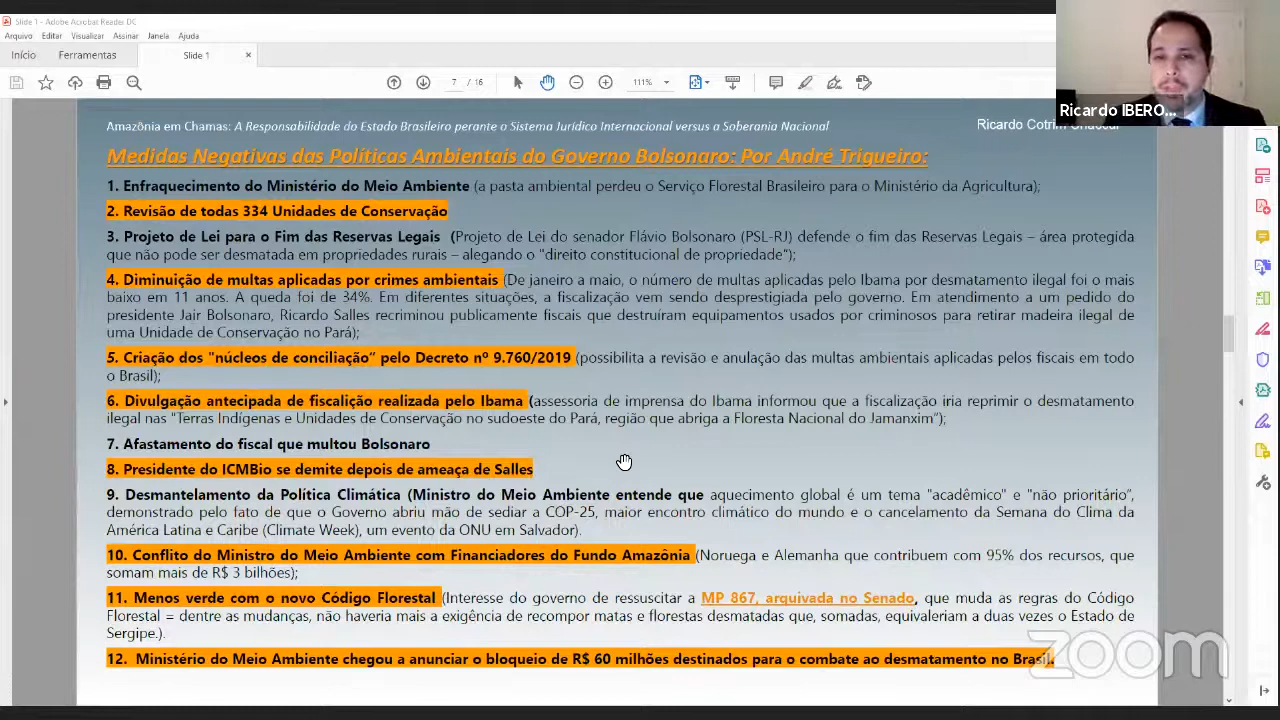 Slide 1 - Adobe Acrobat Reader DC
Arquivo Editar Visualizar Assinar Janela Ajuda
Início Ferramentas Slide 1 ×
7 / 16 111%
Ricardo IBERO...
Amazônia em Chamas: A Responsabilidade do Estado Brasileiro perante o Sistema Jurídico Internacional versus a Soberania Nacional
Ricardo Cotrim
Medidas Negativas das Políticas Ambientais do Governo Bolsonaro: Por André Trigueiro:
1. Enfraquecimento do Ministério do Meio Ambiente (a pasta ambiental perdeu o Serviço Florestal Brasileiro para o Ministério da Agricultura);
2. Revisão de todas 334 Unidades de Conservação
3. Projeto de Lei para o Fim das Reservas Legais (Projeto de Lei do senador Flávio Bolsonaro (PSL-RJ) defende o fim das Reservas Legais – área protegida
que não pode ser desmatada em propriedades rurais – alegando o "direito constitucional de propriedade");
4. Diminuição de multas aplicadas por crimes ambientais (De janeiro a maio, o número de multas aplicadas pelo Ibama por desmatamento ilegal foi o mais
baixo em 11 anos. A queda foi de 34%. Em diferentes situações, a fiscalização vem sendo desprestigiada pelo governo. Em atendimento a um pedido do
presidente Jair Bolsonaro, Ricardo Salles recriminou publicamente fiscais que destruíram equipamentos usados por criminosos para retirar madeira ilegal de
uma Unidade de Conservação no Pará);
5. Criação dos "núcleos de conciliação“ pelo Decreto nº 9.760/2019 (possibilita a revisão e anulação das multas ambientais aplicadas pelos fiscais em todo
o Brasil);
6. Divulgação antecipada de fiscalição realizada pelo Ibama (assessoria de imprensa do Ibama informou que a fiscalização iria reprimir o desmatamento
ilegal nas "Terras Indígenas e Unidades de Conservação no sudoeste do Pará, região que abriga a Floresta Nacional do Jamanxim”);
7. Afastamento do fiscal que multou Bolsonaro
8. Presidente do ICMBio se demite depois de ameaça de Salles
9. Desmantelamento da Política Climática (Ministro do Meio Ambiente entende que aquecimento global é um tema "acadêmico" e "não prioritário”,
demonstrado pelo fato de que o Governo abriu mão de sediar a COP-25, maior encontro climático do mundo e o cancelamento da Semana do Clima da
América Latina e Caribe (Climate Week), um evento da ONU em Salvador).
10. Conflito do Ministro do Meio Ambiente com Financiadores do Fundo Amazônia (Noruega e Alemanha que contribuem com 95% dos recursos, que
somam mais de R$ 3 bilhões);
11. Menos verde com o novo Código Florestal (Interesse do governo de ressuscitar a MP 867, arquivada no Senado, que muda as regras do Código
Florestal = dentre as mudanças, não haveria mais a exigência de recompor matas e florestas desmatadas que, somadas, equivaleriam a duas vezes o Estado de
Sergipe.).
12. Ministério do Meio Ambiente chegou a anunciar o bloqueio de R$ 60 milhões destinados para o combate ao desmatamento no Brasil.
zoom